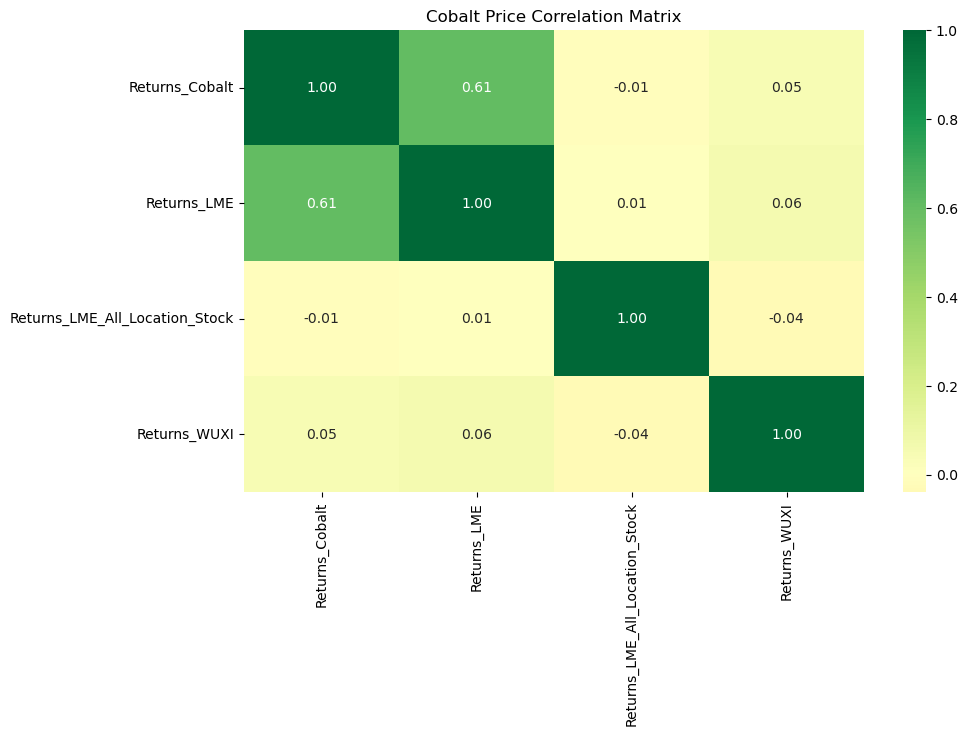 Cobalt Price Correlation Matrix
Returns_Cobalt 1.00 0.61 -0.01 0.05
Returns_LME 0.61 1.00 0.01 0.06
Returns_LME_All_Location_Stock -0.01 0.01 1.00 -0.04
Returns_WUXI 0.05 0.06 -0.04 1.00
Returns_Cobalt
Returns_LME
Returns_LME_All_Location_Stock
Returns_WUXI
1.0
0.8
0.6
0.4
0.2
0.0